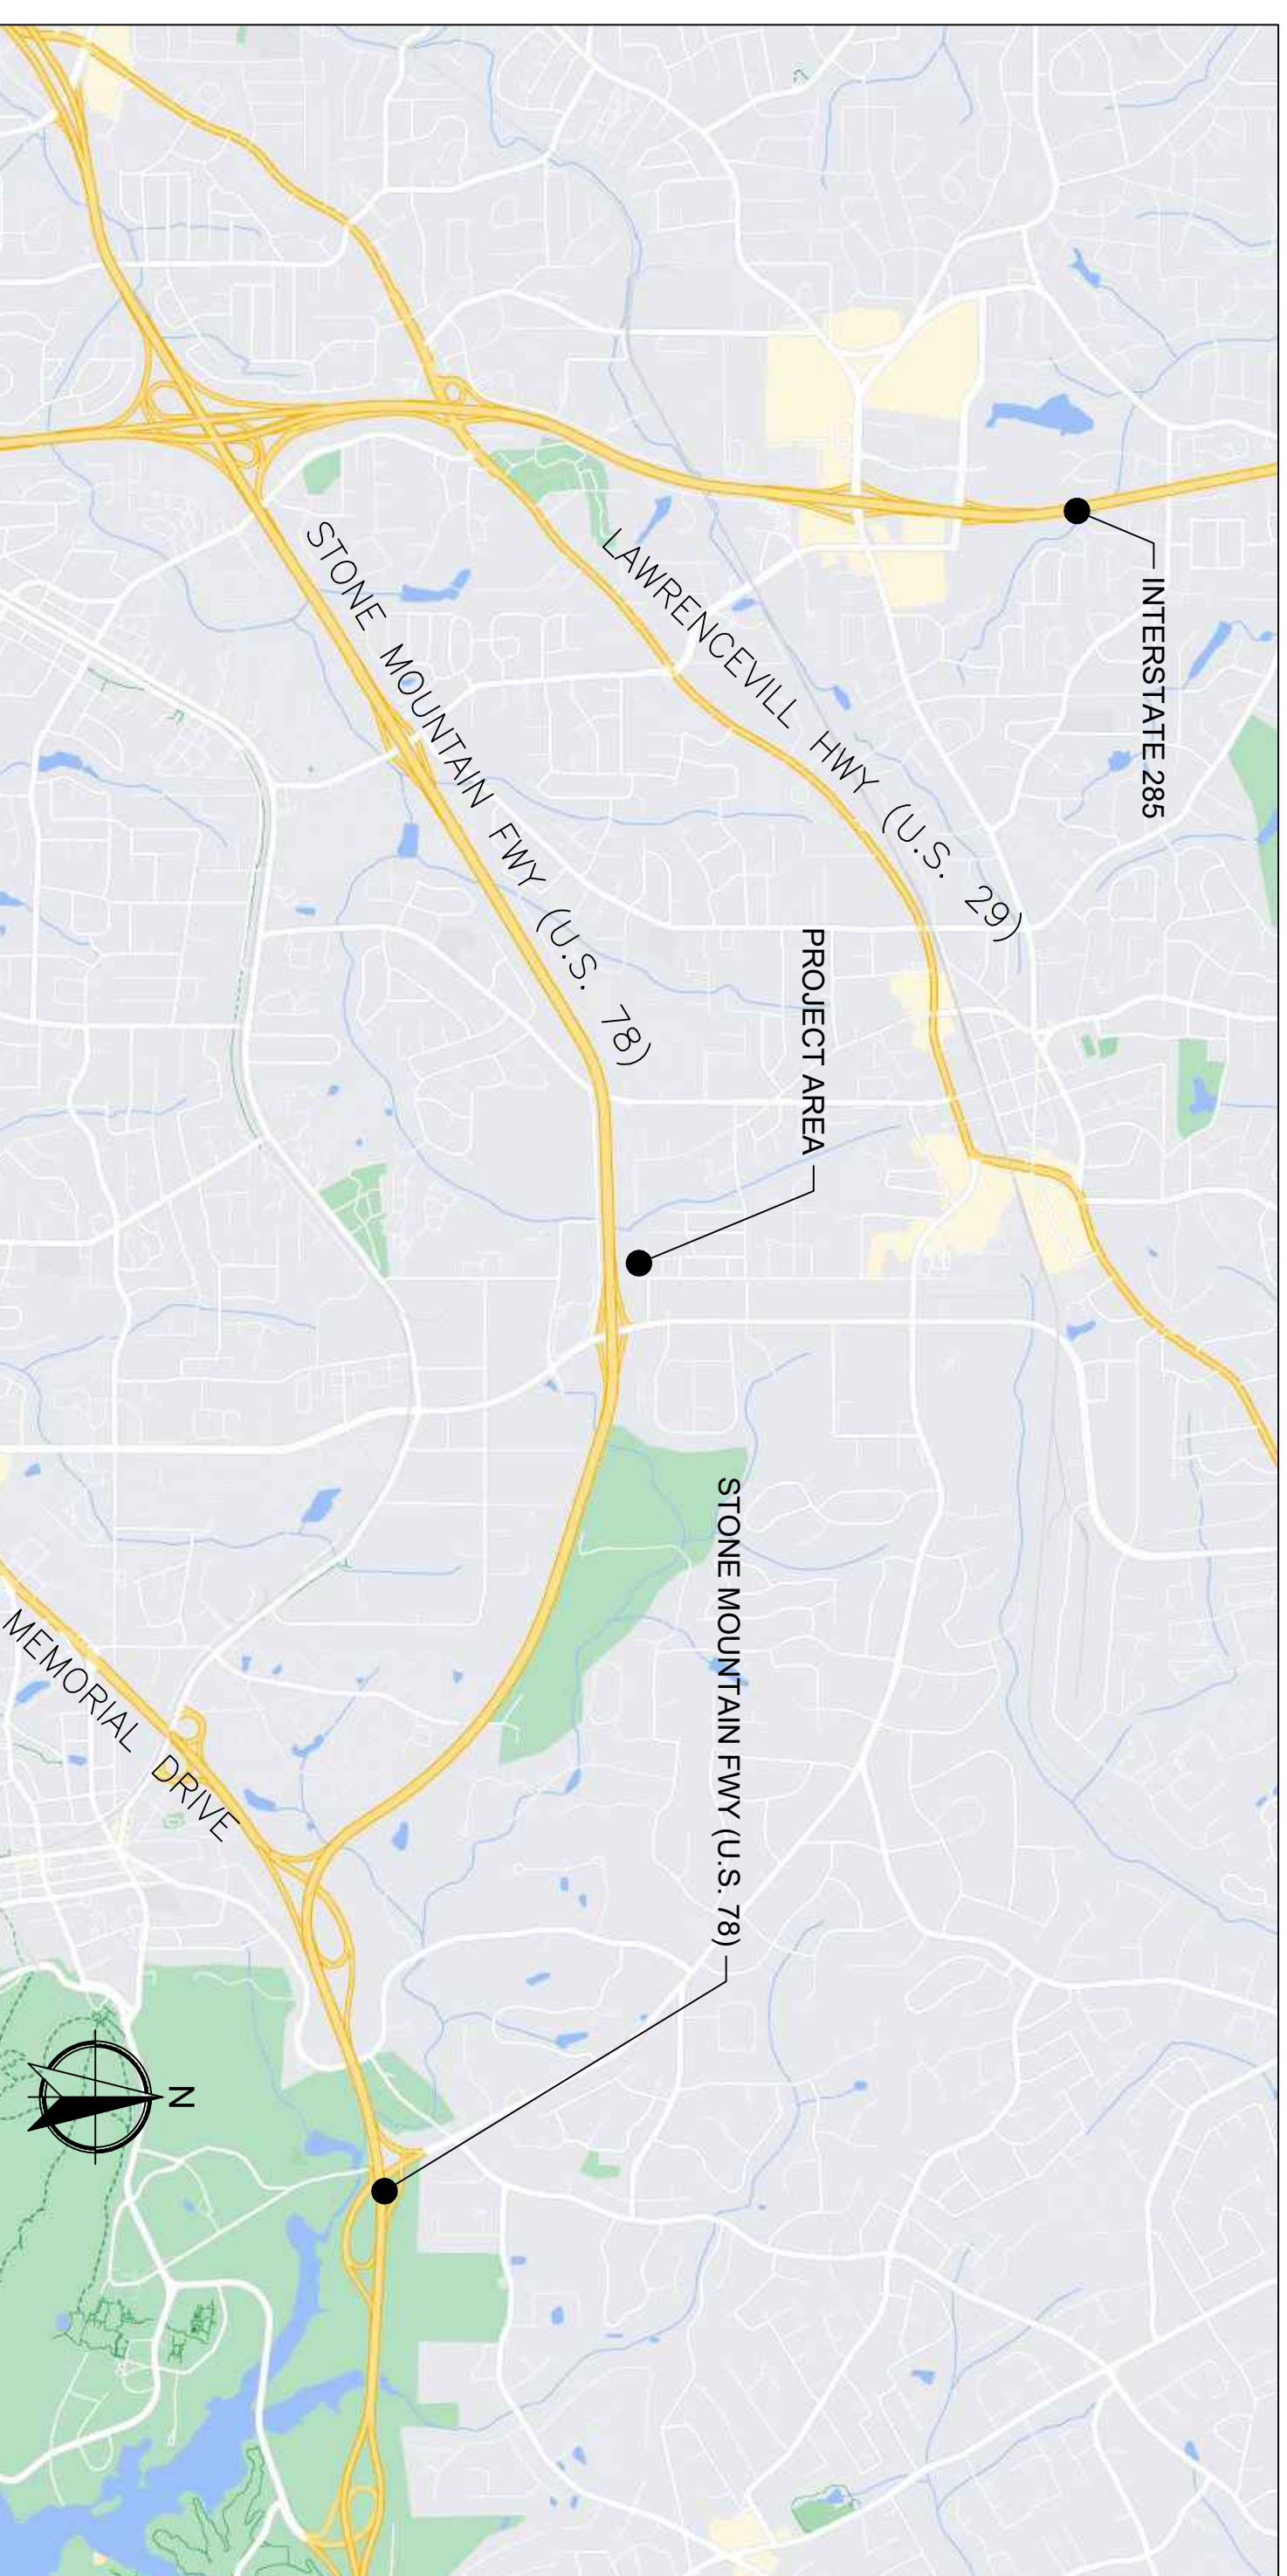 INTERSTATE 285
LAWRENCEVILL HWY (U.S. 29)
PROJECT AREA
STONE MOUNTAIN FWY (U.S. 78)
STONE MOUNTAIN FWY (U.S. 78)
MEMORIAL DRIVE
N